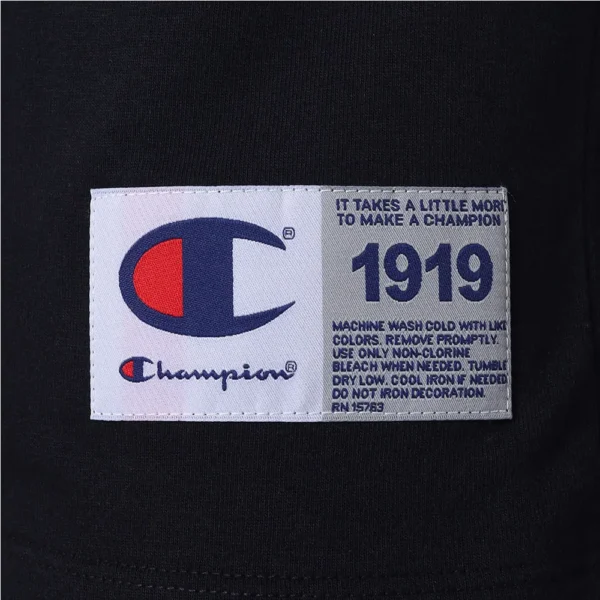 IT TAKES A LITTLE MORE
TO MAKE A CHAMPION
1919
Champion®
MACHINE WASH COLD WITH LIKE
COLORS. REMOVE PROMPTLY.
USE ONLY NON-CLORINE
BLEACH WHEN NEEDED. TUMBLE
DRY LOW. COOL IRON IF NEEDED
DO NOT IRON DECORATION.
RN 15763